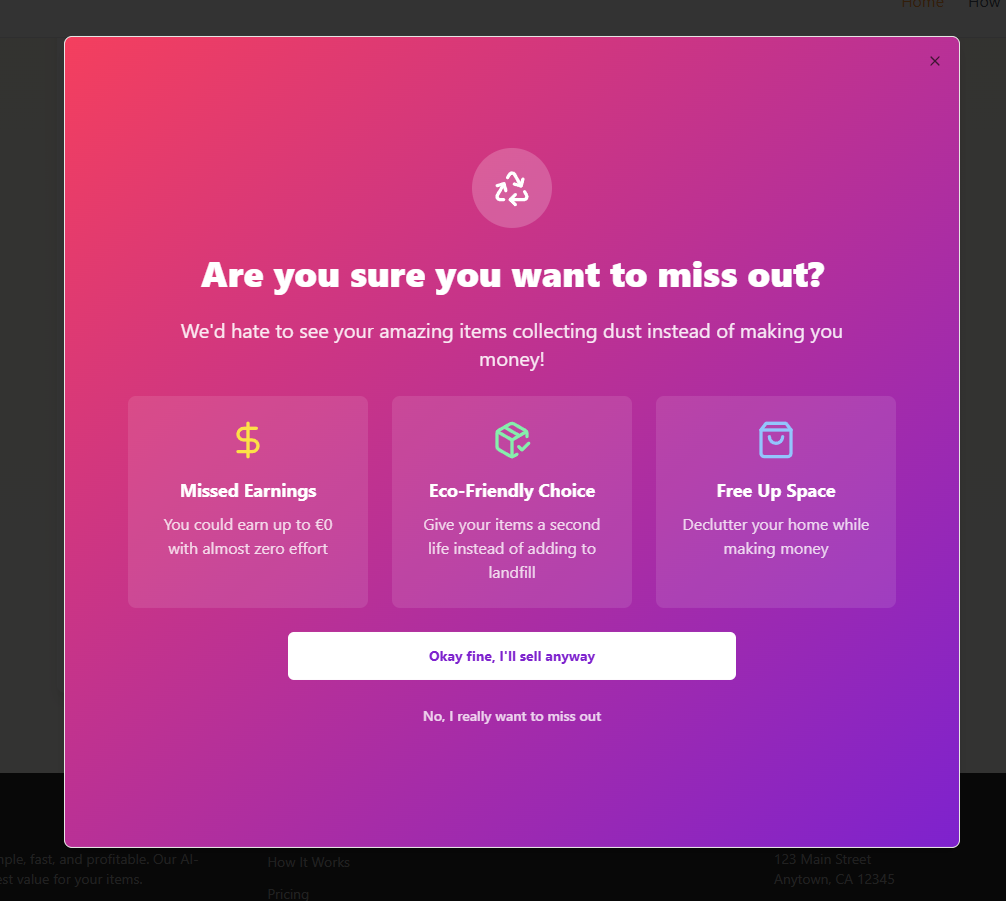 Home How
Are you sure you want to miss out?
We'd hate to see your amazing items collecting dust instead of making you
money!
Missed Earnings
You could earn up to €0
with almost zero effort
Eco-Friendly Choice
Give your items a second
life instead of adding to
landfill
Free Up Space
Declutter your home while
making money
Okay fine, I'll sell anyway
No, I really want to miss out
fast, and profitable. Our AI-
value for your items.
How It Works
Pricing
123 Main Street
Anytown, CA 12345